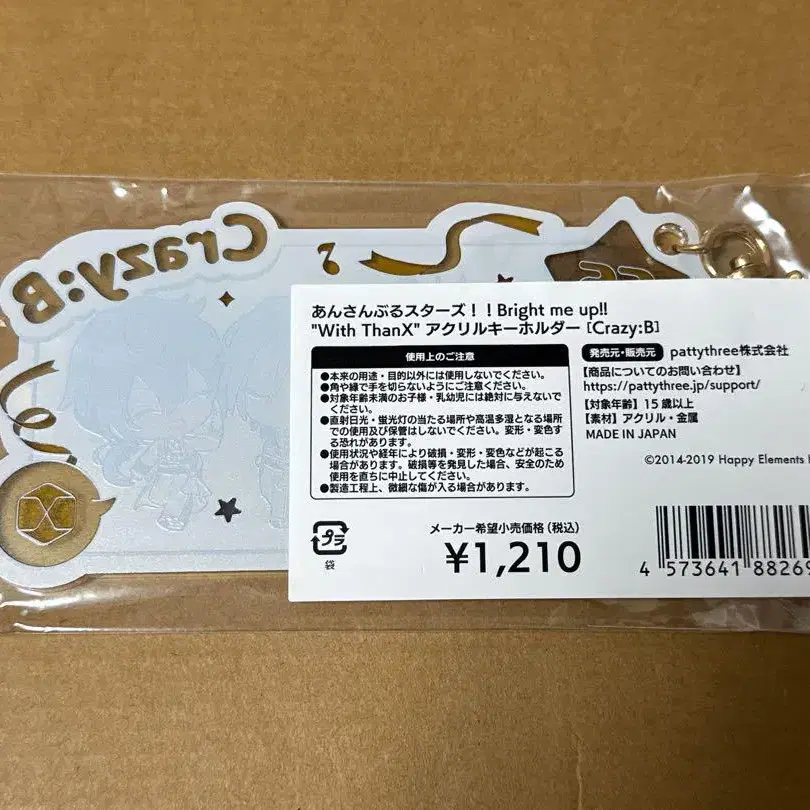 Crazy:B
あんさんぶるスターズ！！Bright me up!!
"With ThanX" アクリルキーホルダー [Crazy:B]
使用上のご注意
●本来の用途・目的以外には使用しないでください。
●角や縁で手を切らないようにご注意ください。
●対象年齢未満のお子様・乳幼児には絶対に与えないでください。
●直射日光・蛍光灯の当たる場所や高温多湿となる場所
での使用及び保管はしないでください。変形・変色す
る恐れがあります。
●使用状況や経年により破損・変形・変色などが起こる
場合があります。破損等を発見した場合、安全のため
使用を直ちに中止してください。
●製造工程上、微細な傷が入る場合があります。
発売元・販売元 pattythree株式会社
【商品についてのお問い合わせ】
https://pattythree.jp/support/
【対象年齢】15歳以上
【素材】アクリル・金属
MADE IN JAPAN
©2014-2019 Happy Elements
プラ
袋
メーカー希望小売価格（税込）
¥1,210
4 573641 88269